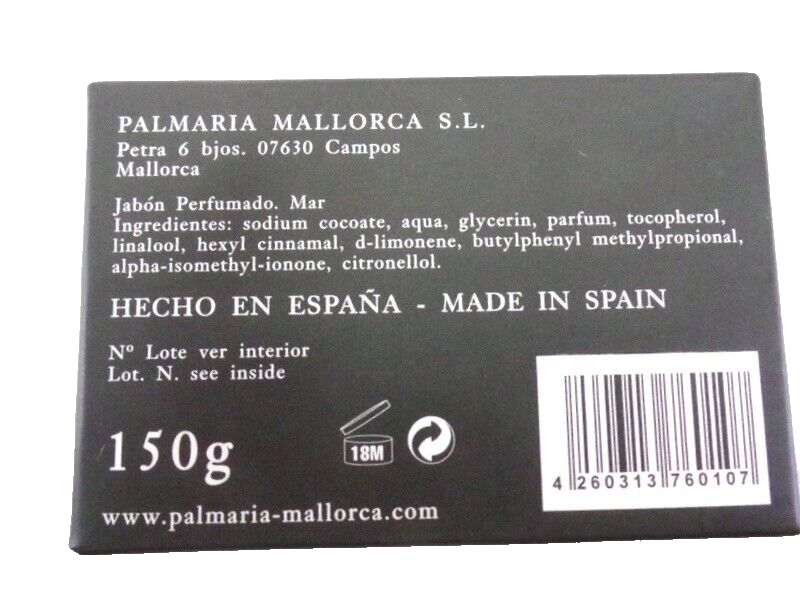 PALMARIA MALLORCA S.L.
Petra 6 bjos. 07630 Campos
Mallorca
Jabón Perfumado. Mar
Ingredientes: sodium cocoate, aqua, glycerin, parfum, tocopherol,
linalool, hexyl cinnamal, d-limonene, butylphenyl methylpropional,
alpha-isomethyl-ionone, citronellol.
HECHO EN ESPAÑA - MADE IN SPAIN
Nº Lote ver interior
Lot. N. see inside
150g
18M
4 260313 760107
www.palmaria-mallorca.com